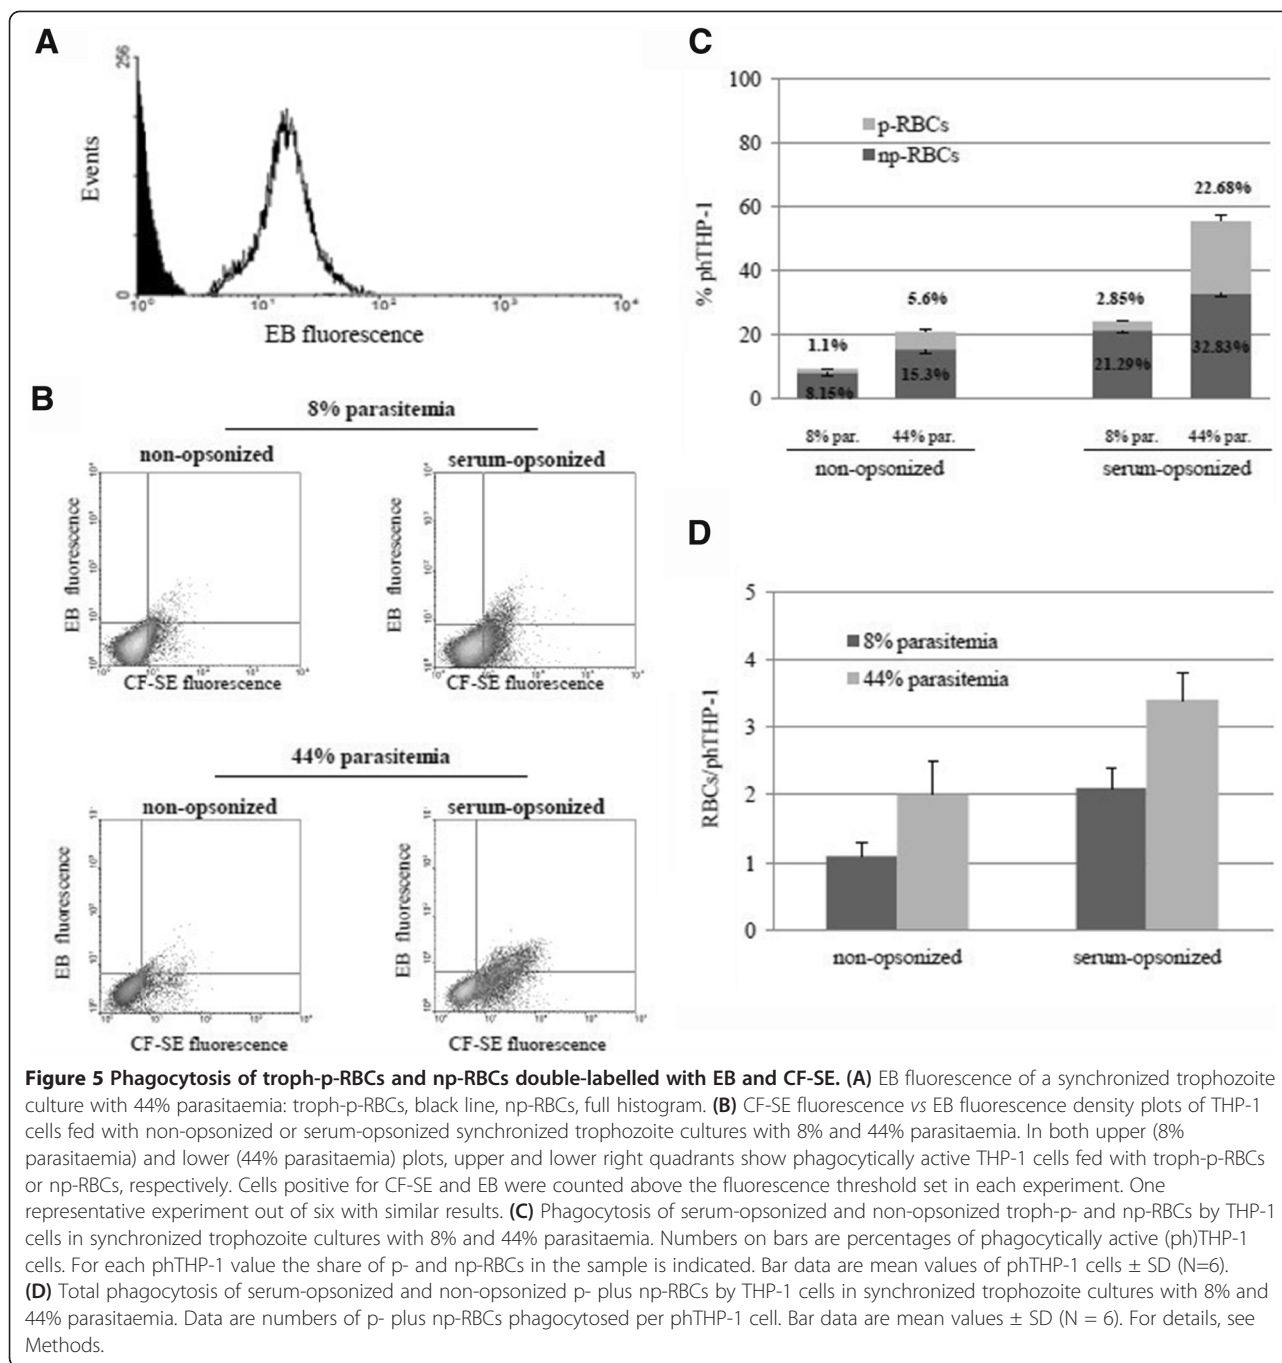 A
256
Events
0
10⁰
10¹
10²
10³
10⁴
EB fluorescence
B
8% parasitemia
non-opsonized
serum-opsonized
EB fluorescence
EB fluorescence
CF-SE fluorescence
CF-SE fluorescence
44% parasitemia
non-opsonized
serum-opsonized
EB fluorescence
EB fluorescence
CF-SE fluorescence
CF-SE fluorescence
C
100
80
60
40
20
0
% phTHP-1
p-RBCs
np-RBCs
1.1%
8.15%
5.6%
15.3%
2.85%
21.29%
22.68%
32.83%
8% par.
44% par.
8% par.
44% par.
non-opsonized
serum-opsonized
D
5
4
3
2
1
0
RBCs/phTHP-1
8% parasitemia
44% parasitemia
non-opsonized
serum-opsonized
Figure 5 Phagocytosis of troph-p-RBCs and np-RBCs double-labelled with EB and CF-SE. (A) EB fluorescence of a synchronized trophozoite
culture with 44% parasitaemia: troph-p-RBCs, black line, np-RBCs, full histogram. (B) CF-SE fluorescence vs EB fluorescence density plots of THP-1
cells fed with non-opsonized or serum-opsonized synchronized trophozoite cultures with 8% and 44% parasitaemia. In both upper (8%
parasitaemia) and lower (44% parasitaemia) plots, upper and lower right quadrants show phagocytically active THP-1 cells fed with troph-p-RBCs
or np-RBCs, respectively. Cells positive for CF-SE and EB were counted above the fluorescence threshold set in each experiment. One
representative experiment out of six with similar results. (C) Phagocytosis of serum-opsonized and non-opsonized troph-p- and np-RBCs by THP-1
cells in synchronized trophozoite cultures with 8% and 44% parasitaemia. Numbers on bars are percentages of phagocytically active (ph)THP-1
cells. For each phTHP-1 value the share of p- and np-RBCs in the sample is indicated. Bar data are mean values of phTHP-1 cells ± SD (N=6).
(D) Total phagocytosis of serum-opsonized and non-opsonized p- plus np-RBCs by THP-1 cells in synchronized trophozoite cultures with 8% and
44% parasitaemia. Data are numbers of p- plus np-RBCs phagocytosed per phTHP-1 cell. Bar data are mean values ± SD (N = 6). For details, see
Methods.